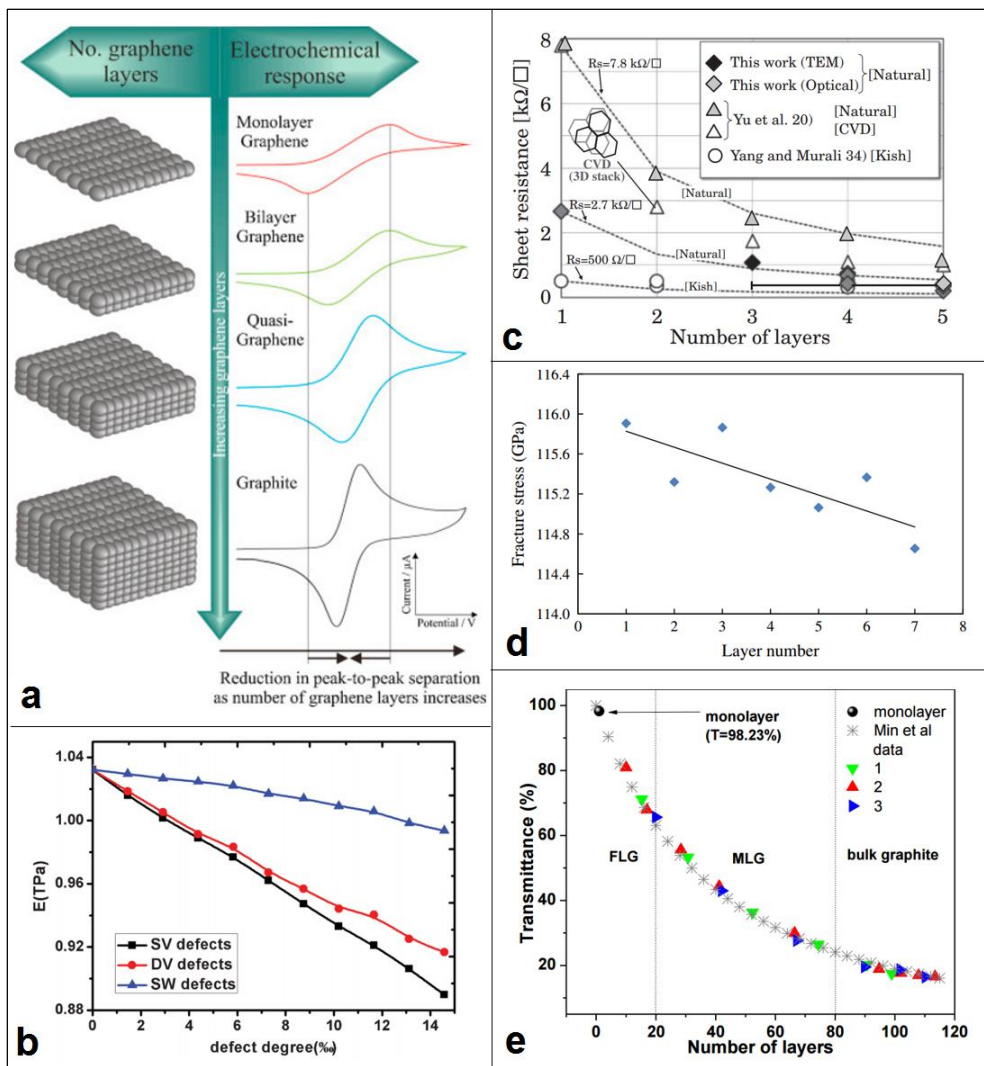 No. graphene
layers
Electrochemical
response
Increasing graphene layers
Monolayer
Graphene
Bilayer
Graphene
Quasi-
Graphene
Graphite
Current / µA
Potential / V
Reduction in peak-to-peak separation
as number of graphene layers increases
a
1.04
1.00
0.96
0.92
0.88
E(TPa)
SV defects
DV defects
SW defects
0 2 4 6 8 10 12 14
defect degree(‰)
b
8
6
4
2
0
Sheet resistance [kΩ/□]
Rs=7.8 kΩ/□
CVD
(3D stack)
Rs=2.7 kΩ/□
Rs=500 Ω/□
[Natural]
[Natural]
[Kish]
This work (TEM)
This work (Optical)
[Natural]
Yu et al. 20)
[Natural]
[CVD]
Yang and Murali 34) [Kish]
1 2 3 4 5
Number of layers
c
116.4
116.0
115.6
115.2
114.8
114.0
Fracture stress (GPa)
0 1 2 3 4 5 6 7 8
Layer number
d
100
80
60
40
20
Transmittance (%)
monolayer
(T=98.23%)
monolayer
Min et al
data
1
2
3
FLG
MLG
bulk graphite
0 20 40 60 80 100 120
Number of layers
e